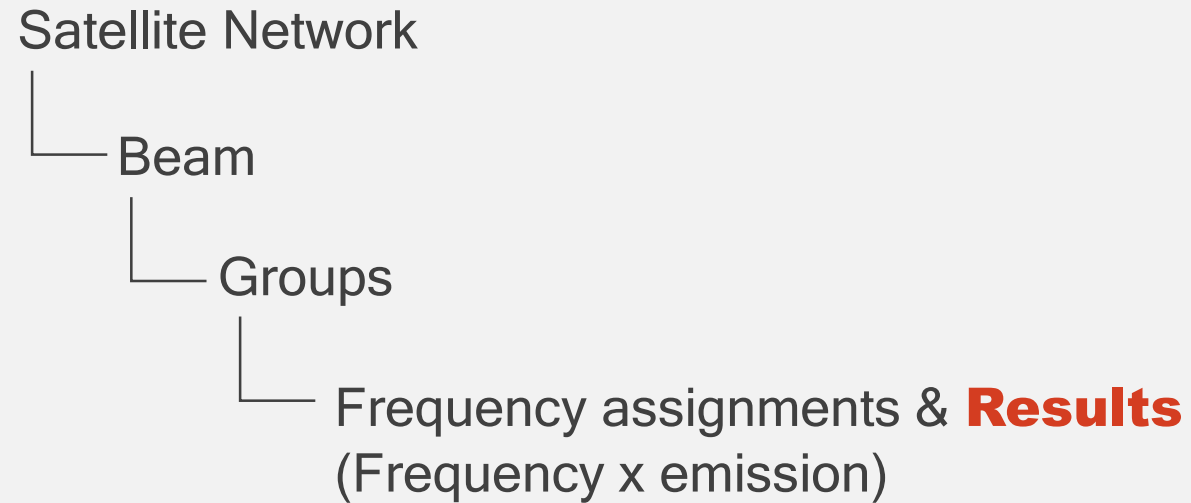 Satellite Network
Beam
Groups
Frequency assignments & Results
(Frequency x emission)